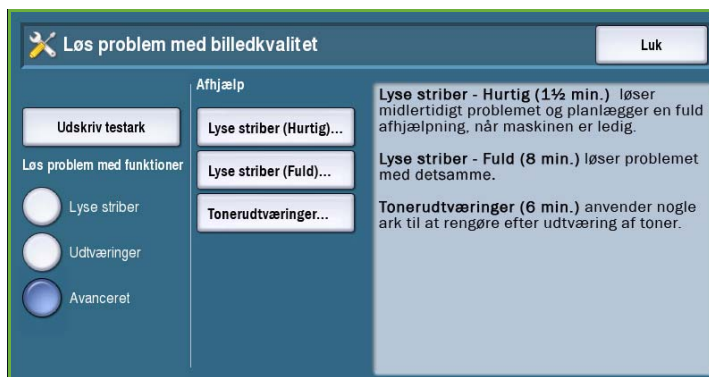 Løs problem med billedkvalitet
Luk
Udskriv testark
Løs problem med funktioner
Lyse striber
Udtværinger
Avanceret
Afhjælp
Lyse striber (Hurtig)...
Lyse striber (Fuld)...
Tonerudtværinger...
Lyse striber - Hurtig (1½ min.) løser
midlertidigt problemet og planlægger en fuld
afhjælpning, når maskinen er ledig.
Lyse striber - Fuld (8 min.) løser problemet
med detsamme.
Tonerudtværinger (6 min.) anvender nogle
ark til at rengøre efter udtværing af toner.